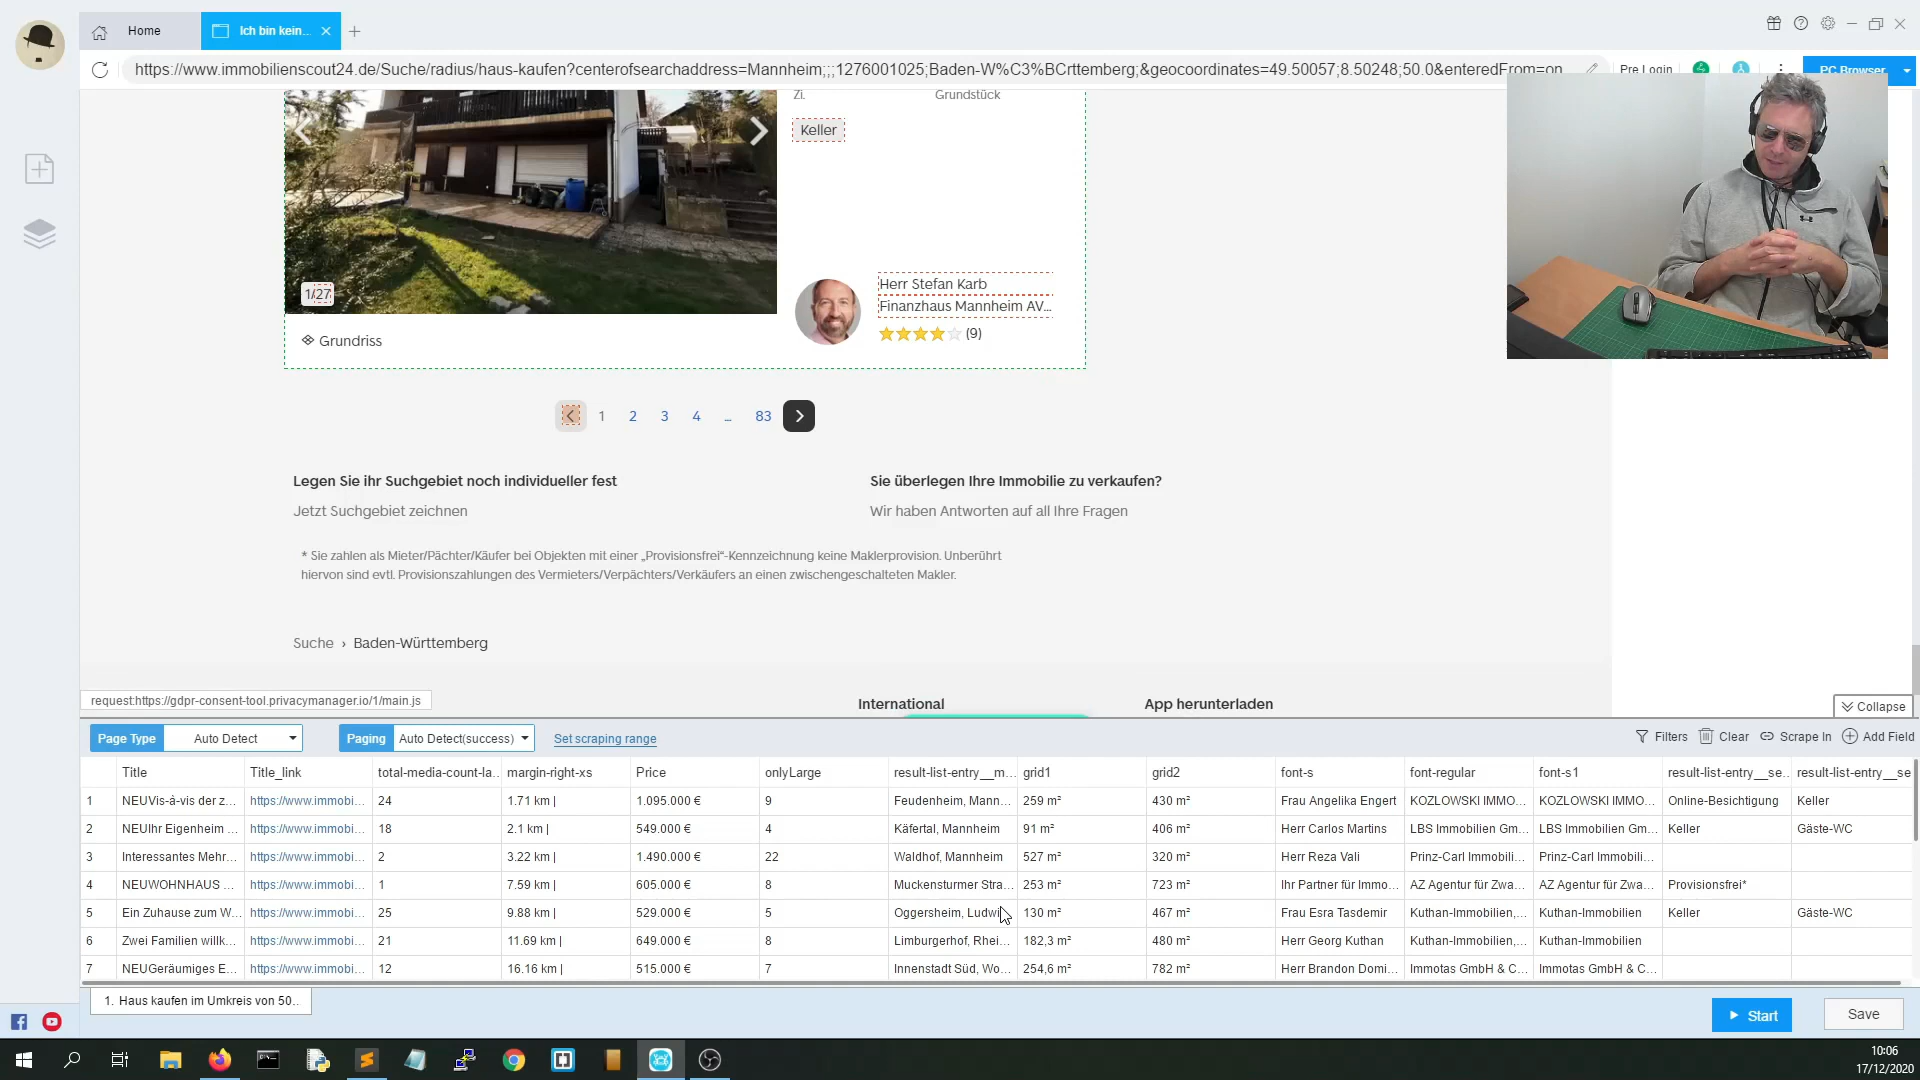 Home
Ich bin kein...
https://www.immobilienscout24.de/Suche/radius/haus-kaufen?centerofsearchaddress=Mannheim;;;1276001025;Baden-W%C3%BCrttemberg;&geocoordinates=49.50057;8.50248;50.0&enteredFrom=on
Pre Login
PC Browser
Zi.
Grundstück
Keller
1/27
Herr Stefan Karb
Finanzhaus Mannheim AV...
(9)
Grundriss
1 2 3 4 ... 83
Legen Sie ihr Suchgebiet noch individueller fest
Jetzt Suchgebiet zeichnen
Sie überlegen Ihre Immobilie zu verkaufen?
Wir haben Antworten auf all Ihre Fragen
* Sie zahlen als Mieter/Pächter/Käufer bei Objekten mit einer „Provisionsfrei“-Kennzeichnung keine Maklerprovision. Unberührt
hiervon sind evtl. Provisionszahlungen des Vermieters/Verpächters/Verkäufers an einen zwischengeschalteten Makler.
Suche › Baden-Württemberg
request:https://gdpr-consent-tool.privacymanager.io/1/main.js
International
App herunterladen
Collapse
Page Type Auto Detect
Paging Auto Detect(success)
Set scraping range
Filters Clear Scrape In Add Field
Title Title_link total-media-count-la... margin-right-xs Price onlyLarge result-list-entry__m... grid1 grid2 font-s font-regular font-s1 result-list-entry__se... result-list-entry__se
1 NEUVis-à-vis der z... https://www.immobi... 24 1.71 km | 1.095.000 € 9 Feudenheim, Mann... 259 m² 430 m² Frau Angelika Engert KOZLOWSKI IMMO... KOZLOWSKI IMMO... Online-Besichtigung Keller
2 NEUIhr Eigenheim ... https://www.immobi... 18 2.1 km | 549.000 € 4 Käfertal, Mannheim 91 m² 406 m² Herr Carlos Martins LBS Immobilien Gm... LBS Immobilien Gm... Keller Gäste-WC
3 Interessantes Mehr... https://www.immobi... 2 3.22 km | 1.490.000 € 22 Waldhof, Mannheim 527 m² 320 m² Herr Reza Vali Prinz-Carl Immobili... Prinz-Carl Immobili...
4 NEUWOHNHAUS ... https://www.immobi... 1 7.59 km | 605.000 € 8 Muckensturmer Stra... 253 m² 723 m² Ihr Partner für Immo... AZ Agentur für Zwa... AZ Agentur für Zwa... Provisionsfrei*
5 Ein Zuhause zum W... https://www.immobi... 25 9.88 km | 529.000 € 5 Oggersheim, Ludwi 130 m² 467 m² Frau Esra Tasdemir Kuthan-Immobilien,... Kuthan-Immobilien Keller Gäste-WC
6 Zwei Familien willk... https://www.immobi... 21 11.69 km | 649.000 € 8 Limburgerhof, Rhei... 182,3 m² 480 m² Herr Georg Kuthan Kuthan-Immobilien,... Kuthan-Immobilien
7 NEUGeräumiges E... https://www.immobi... 12 16.16 km | 515.000 € 7 Innenstadt Süd, Wo... 254,6 m² 782 m² Herr Brandon Domi... Immotas GmbH & C... Immotas GmbH & C...
1. Haus kaufen im Umkreis von 50..
Start
Save
10:06
17/12/2020